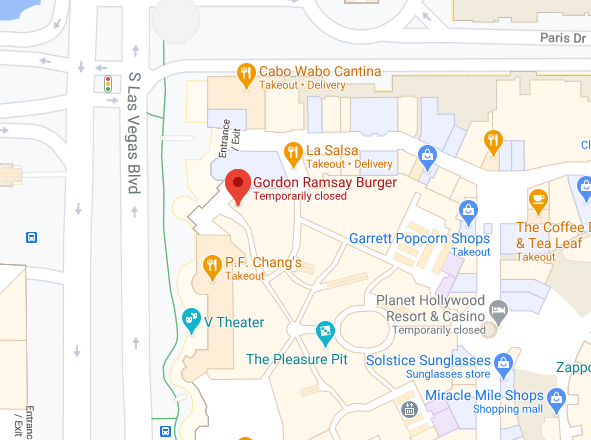 Paris Dr
Cabo Wabo Cantina
Takeout • Delivery
S Las Vegas Blvd
Entrance
/ Exit
La Salsa
Takeout • Delivery
Cl
Gordon Ramsay Burger
Temporarily closed
Garrett Popcorn Shops
Takeout
The Coffee B
& Tea Leaf
Takeout
P.F. Chang's
Takeout
Planet Hollywood
Resort & Casino
Temporarily closed
V Theater
The Pleasure Pit
Solstice Sunglasses
Sunglasses store
Zappo
Miracle Mile Shops
Shopping mall
Entrance
/ Exit